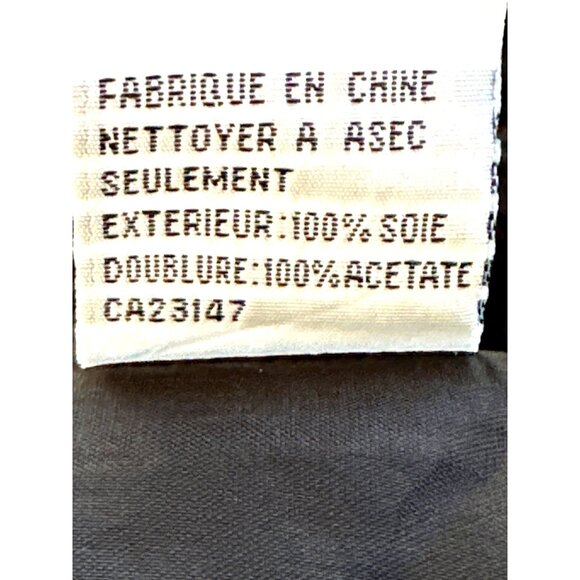 FABRIQUE EN CHINE
NETTOYER A ASEC
SEULEMENT
EXTERIEUR:100% SOIE
DOUBLURE:100%ACETATE
CA23147